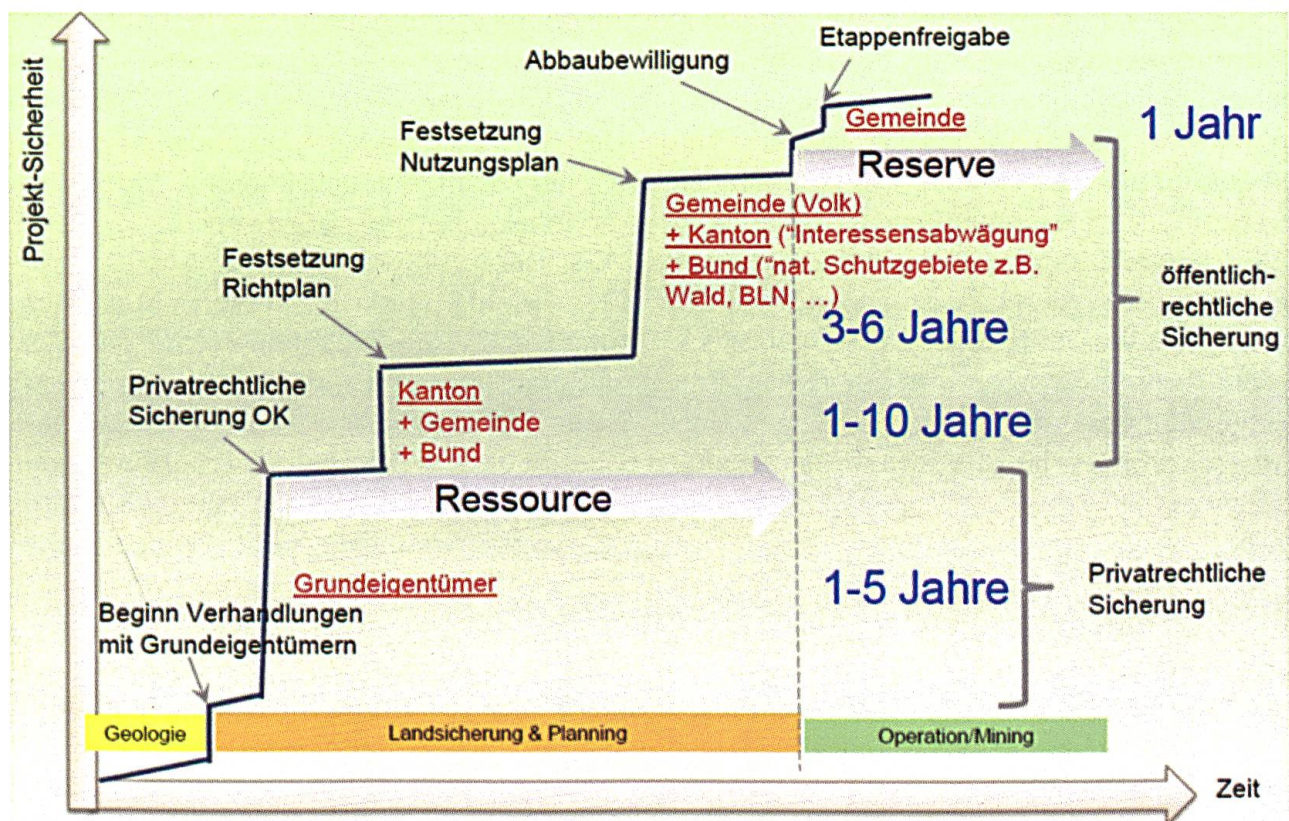 Projekt-Sicherheit
Etappenfreigabe
Abbaubewilligung
Gemeinde
1 Jahr
Festsetzung
Nutzungsplan
Reserve
Gemeinde (Volk)
+ Kanton ("Interessensabwägung"
+ Bund ("nat. Schutzgebiete z.B.
Wald, BLN, …)
öffentlich-
rechtliche
Sicherung
Festsetzung
Richtplan
3-6 Jahre
Privatrechtliche
Sicherung OK
Kanton
+ Gemeinde
+ Bund
1-10 Jahre
Ressource
Grundeigentümer
1-5 Jahre
Privatrechtliche
Sicherung
Beginn Verhandlungen
mit Grundeigentümern
Geologie
Landsicherung & Planning
Operation/Mining
Zeit